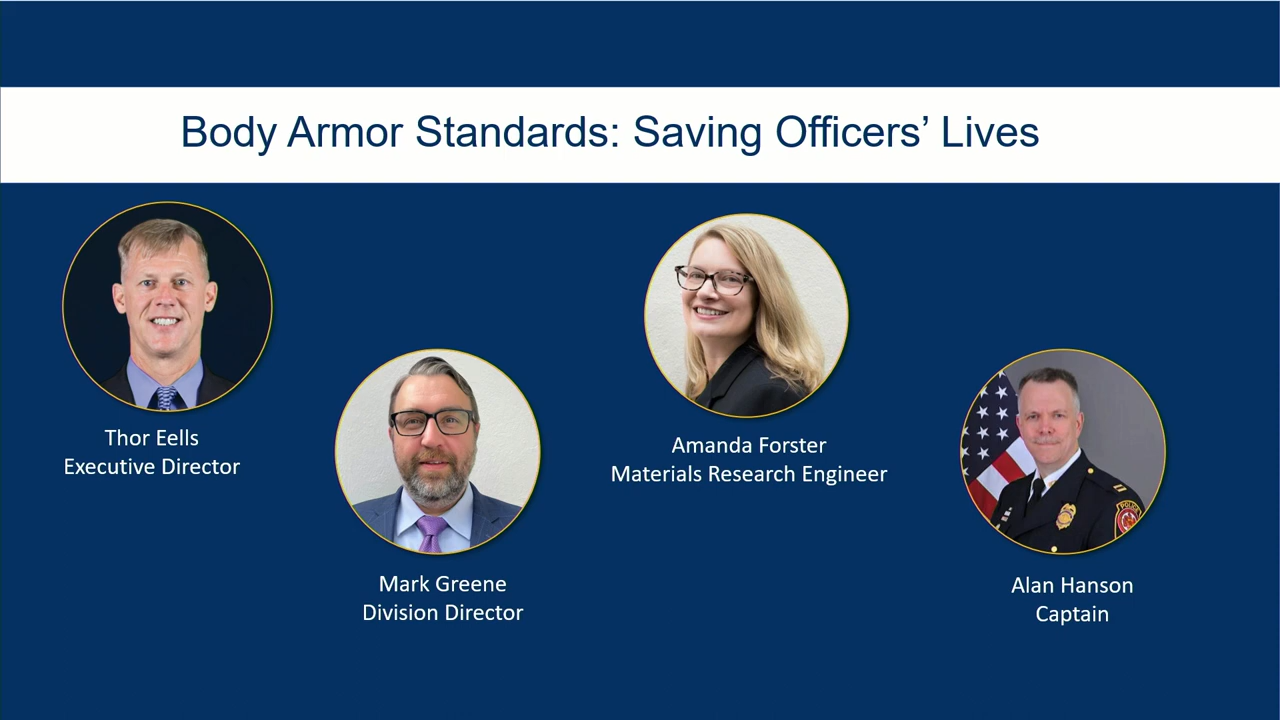 Body Armor Standards: Saving Officers’ Lives
Thor Eells
Executive Director
Mark Greene
Division Director
Amanda Forster
Materials Research Engineer
Alan Hanson
Captain
POLICE